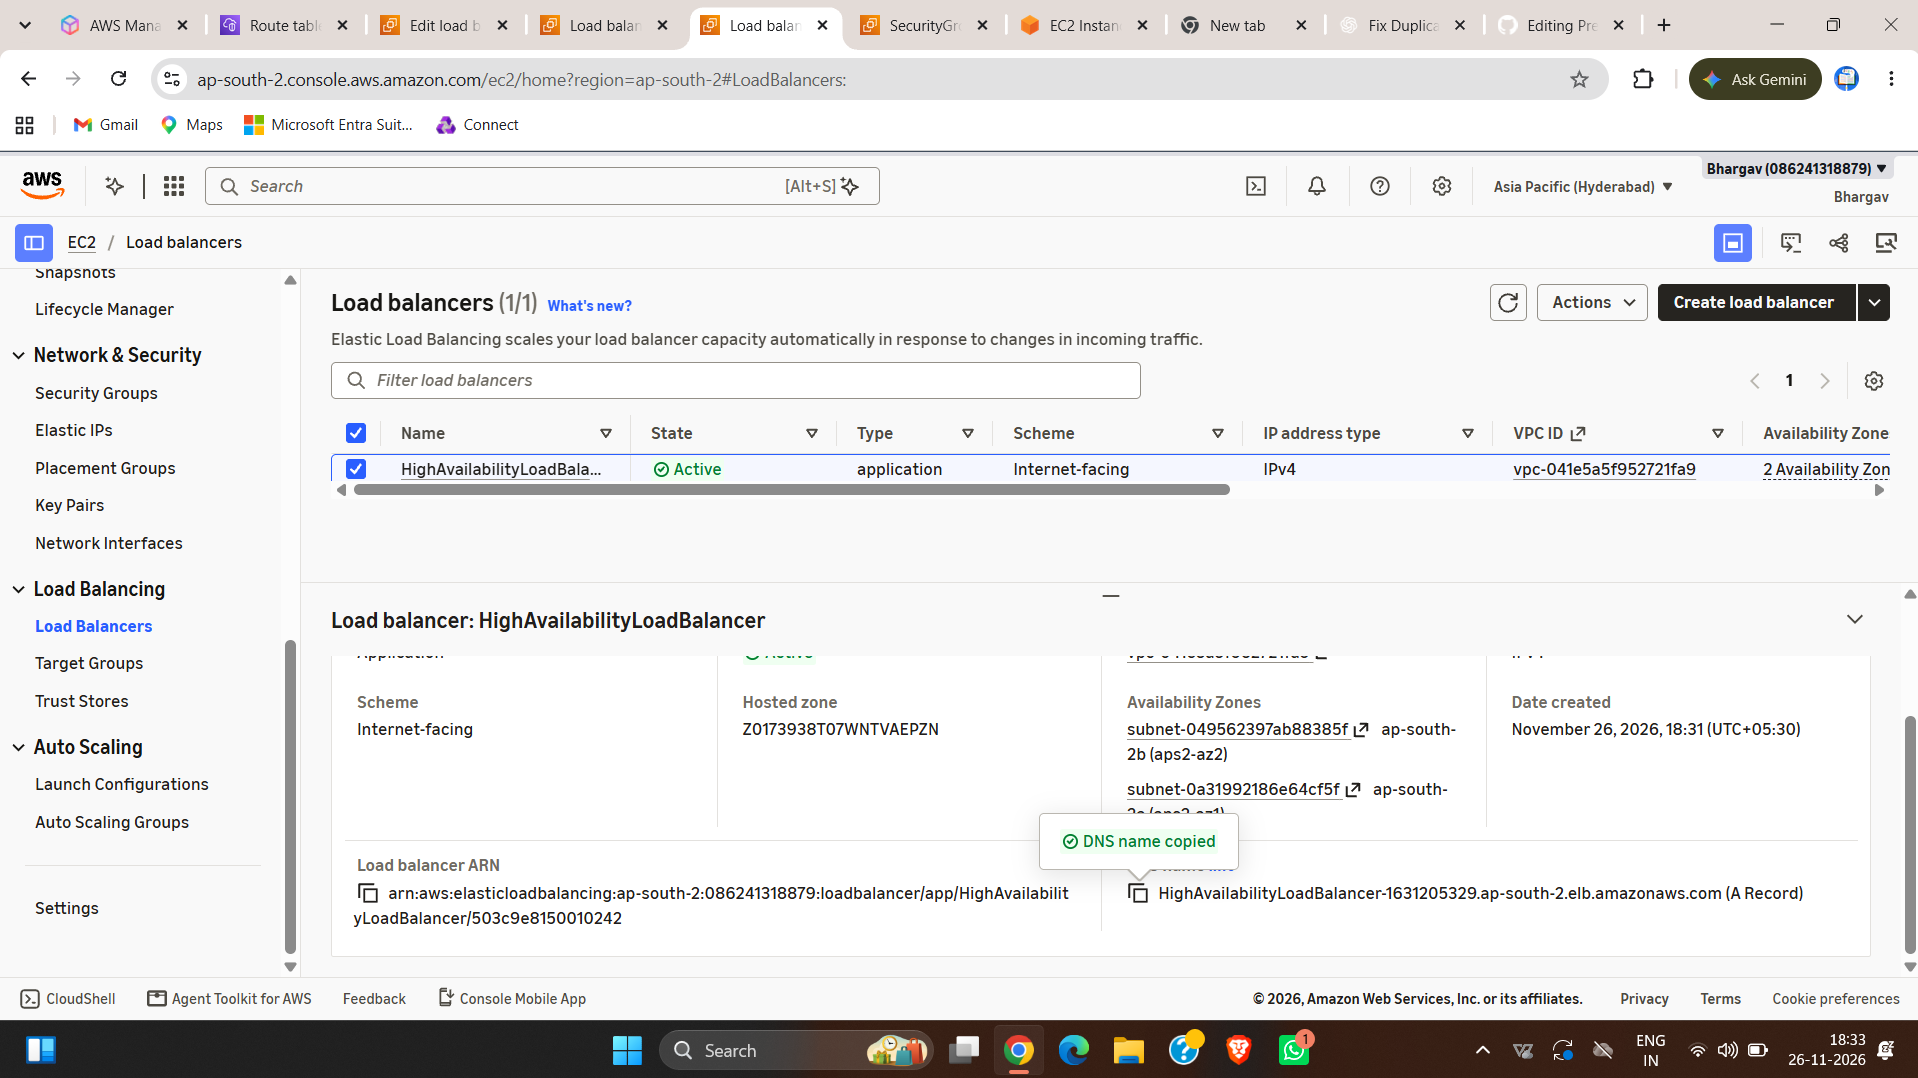 AWS Mana
Route table
Edit load b
Load balan
Load balan
SecurityGro
EC2 Instan
New tab
Fix Duplica
Editing Pre
ap-south-2.console.aws.amazon.com/ec2/home?region=ap-south-2#LoadBalancers:
Ask Gemini
Gmail
Maps
Microsoft Entra Suit...
Connect
aws
Search
[Alt+S]
Asia Pacific (Hyderabad)
Bhargav (086241318879)
Bhargav
EC2 / Load balancers
Snapshots
Lifecycle Manager
Network & Security
Security Groups
Elastic IPs
Placement Groups
Key Pairs
Network Interfaces
Load Balancing
Load Balancers
Target Groups
Trust Stores
Auto Scaling
Launch Configurations
Auto Scaling Groups
Settings
Load balancers (1/1) What's new?
Actions
Create load balancer
Elastic Load Balancing scales your load balancer capacity automatically in response to changes in incoming traffic.
Filter load balancers
1
Name State Type Scheme IP address type VPC ID Availability Zone
HighAvailabilityLoadBala... Active application Internet-facing IPv4 vpc-041e5a5f952721fa9 2 Availability Zon
Load balancer: HighAvailabilityLoadBalancer
Application
Active
Scheme
Internet-facing
Hosted zone
Z0173938T07WNTVAEPZN
Availability Zones
subnet-049562397ab88385f ap-south-
2b (aps2-az2)
subnet-0a31992186e64cf5f ap-south-
Date created
November 26, 2026, 18:31 (UTC+05:30)
DNS name copied
Load balancer ARN
arn:aws:elasticloadbalancing:ap-south-2:086241318879:loadbalancer/app/HighAvailabilit
yLoadBalancer/503c9e8150010242
HighAvailabilityLoadBalancer-1631205329.ap-south-2.elb.amazonaws.com (A Record)
CloudShell
Agent Toolkit for AWS
Feedback
Console Mobile App
© 2026, Amazon Web Services, Inc. or its affiliates.
Privacy
Terms
Cookie preferences
Search
1
ENG
IN
18:33
26-11-2026